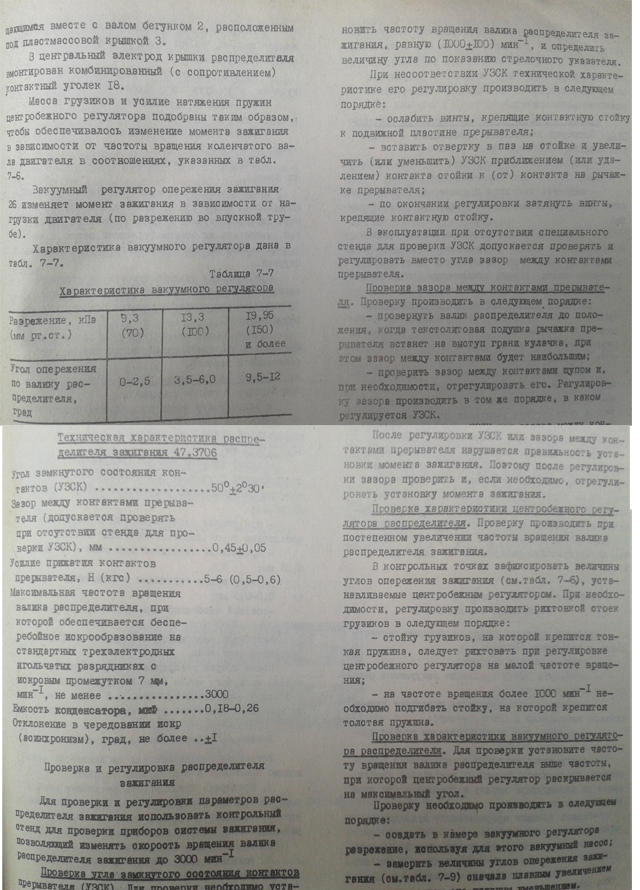 щающимся вместе с валом бегунком 2, расположенным
под пластмассовой крышкой 3.
В центральный электрод крышки распределителя
вмонтирован комбинированный (с сопротивлением)
контактный уголек 18.
Масса грузиков и усилие натяжения пружин
центробежного регулятора подобраны таким образом,
чтобы обеспечивалось изменение момента зажигания
в зависимости от частоты вращения коленчатого ва-
ла двигателя в соотношениях, указанных в табл.
7-6.
Вакуумный регулятор опережения зажигания
26 изменяет момент зажигания в зависимости от на-
грузки двигателя (по разрежению во впускной тру-
бе).
Характеристика вакуумного регулятора дана в
табл. 7-7.
Таблица 7-7
Характеристика вакуумного регулятора
Разрежение, кПа 9,3 13,3 19,95
(мм рт.ст.) (70) (100) (150)
и более
Угол опережения
по валику рас- 0-2,5 3,5-6,0 9,5-12
пределителя,
град
Техническая характеристика распре-
делителя зажигания 47.3706
Угол замкнутого состояния кон-
тактов (УЗСК) ...............50°±2°30'
Зазор между контактами прерыва-
теля (допускается проверять
при отсутствии стенда для про-
верки УЗСК), мм ................0,45±0,05
Усилие прижатия контактов
прерывателя, Н (кгс) ..........5-6 (0,5-0,6)
Максимальная частота вращения
валика распределителя, при
которой обеспечивается беспе-
ребойное искрообразование на
стандартных трехэлектродных
игольчатых разрядниках с
искровым промежутком 7 мм,
мин⁻¹, не менее ...............3000
Емкость конденсатора, мкФ .......0,18-0,26
Отклонение в чередовании искр
(асинхронизм), град, не более ..±1
Проверка и регулировка распределителя
зажигания
Для проверки и регулировки параметров рас-
пределителя зажигания использовать контрольный
стенд для проверки приборов системы зажигания,
позволяющий изменять скорость вращения валика
распределителя зажигания до 3000 мин⁻¹
Проверка угла замкнутого состояния контактов
прерывателя (УЗСК). Для проверки необходимо уста-
новить частоту вращения валика распределителя за-
жигания, равную (1000±100) мин⁻¹, и определить
величину угла по показанию стрелочного указателя.
При несоответствии УЗСК технической характе-
ристике его регулировку производить в следующем
порядке:
- ослабить винты, крепящие контактную стойку
к подвижной пластине прерывателя;
- вставить отвертку в паз на стойке и увели-
чить (или уменьшить) УЗСК приближением (или уда-
лением) контакта стойки к (от) контакта на рычаж-
ке прерывателя;
- по окончании регулировки затянуть винты,
крепящие контактную стойку.
В эксплуатации при отсутствии специального
стенда для проверки УЗСК допускается проверять и
регулировать вместо угла зазор между контактами
прерывателя.
Проверка зазора между контактами прерывате-
ля. Проверку производить в следующем порядке:
- провернуть валик распределителя до поло-
жения, когда текстолитовая подушка рычажка пре-
рывателя встанет на выступ грани кулачка, при
этом зазор между контактами будет наибольшим;
- проверить зазор между контактами щупом и,
при необходимости, отрегулировать его. Регулиров-
ку зазора производить в том же порядке, в каком
регулируется УЗСК.
После регулировки УЗСК или зазора между кон-
тактами прерывателя нарушается правильность уста-
новки момента зажигания. Поэтому после регулиров-
ки зазора проверить и, если необходимо, отрегули-
ровать установку момента зажигания.
Проверка характеристики центробежного регу-
лятора распределителя. Проверку производить при
постепенном увеличении частоты вращения валика
распределителя зажигания.
В контрольных точках зафиксировать величины
углов опережения зажигания (см.табл. 7-6), уста-
навливаемые центробежным регулятором. При необхо-
димости, регулировку производить рихтовкой стоек
грузиков в следующем порядке:
- стойку грузиков, на которой крепится тон-
кая пружина, следует рихтовать при регулировке
центробежного регулятора на малой частоте враще-
ния;
- на частоте вращения более 1000 мин⁻¹ не-
обходимо подгибать стойку, на которой крепится
толстая пружина.
Проверка характеристики вакуумного регулято-
ра распределителя. Для проверки установите часто-
ту вращения валика распределителя выше частоты,
при которой центробежный регулятор раскрывается
на максимальный угол.
Проверку необходимо производить в следующем
порядке:
- создать в камере вакуумного регулятора
разрежение, используя для этого вакуумный насос;
- замерить величины углов опережения зажи-
гания (см.табл. 7-9) сначала плавным увеличением